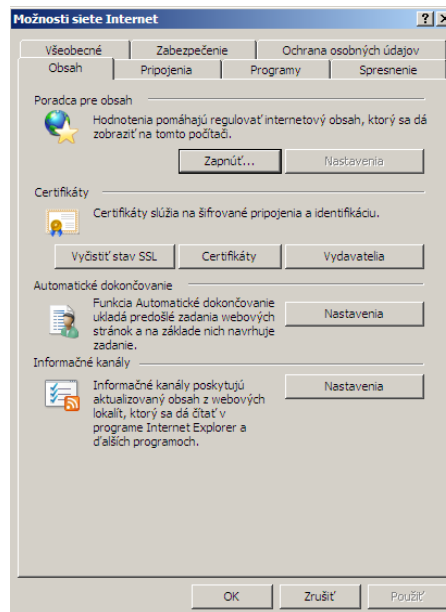 Možnosti siete Internet
Všeobecné Zabezpečenie Ochrana osobných údajov
Obsah Pripojenia Programy Spresnenie
Poradca pre obsah
Hodnotenia pomáhajú regulovať internetový obsah, ktorý sa dá
zobraziť na tomto počítači.
Zapnúť... Nastavenia
Certifikáty
Certifikáty slúžia na šifrované pripojenia a identifikáciu.
Vyčistiť stav SSL Certifikáty Vydavatelia
Automatické dokončovanie
Funkcia Automatické dokončovanie
ukladá predošlé zadania webových
stránok a na základe nich navrhuje
zadanie.
Nastavenia
Informačné kanály
Informačné kanály poskytujú
aktualizovaný obsah z webových
lokalít, ktorý sa dá čítať v
programe Internet Explorer a
ďalších programoch.
Nastavenia
OK Zrušiť Použiť